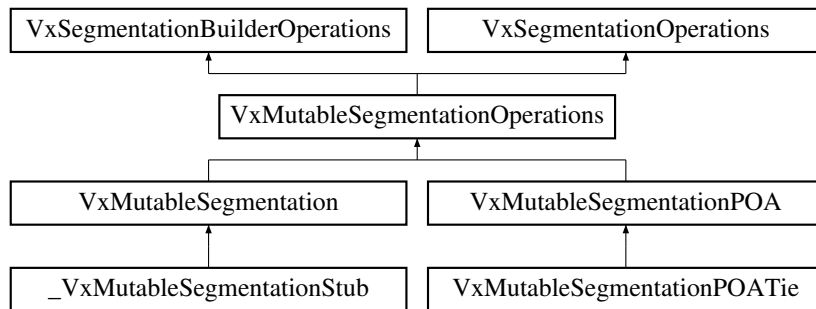 VxSegmentationBuilderOperations
VxSegmentationOperations
VxMutableSegmentationOperations
VxMutableSegmentation
VxMutableSegmentationPOA
_VxMutableSegmentationStub
VxMutableSegmentationPOATie